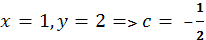 x = 1, y = 2 => c = -1/2